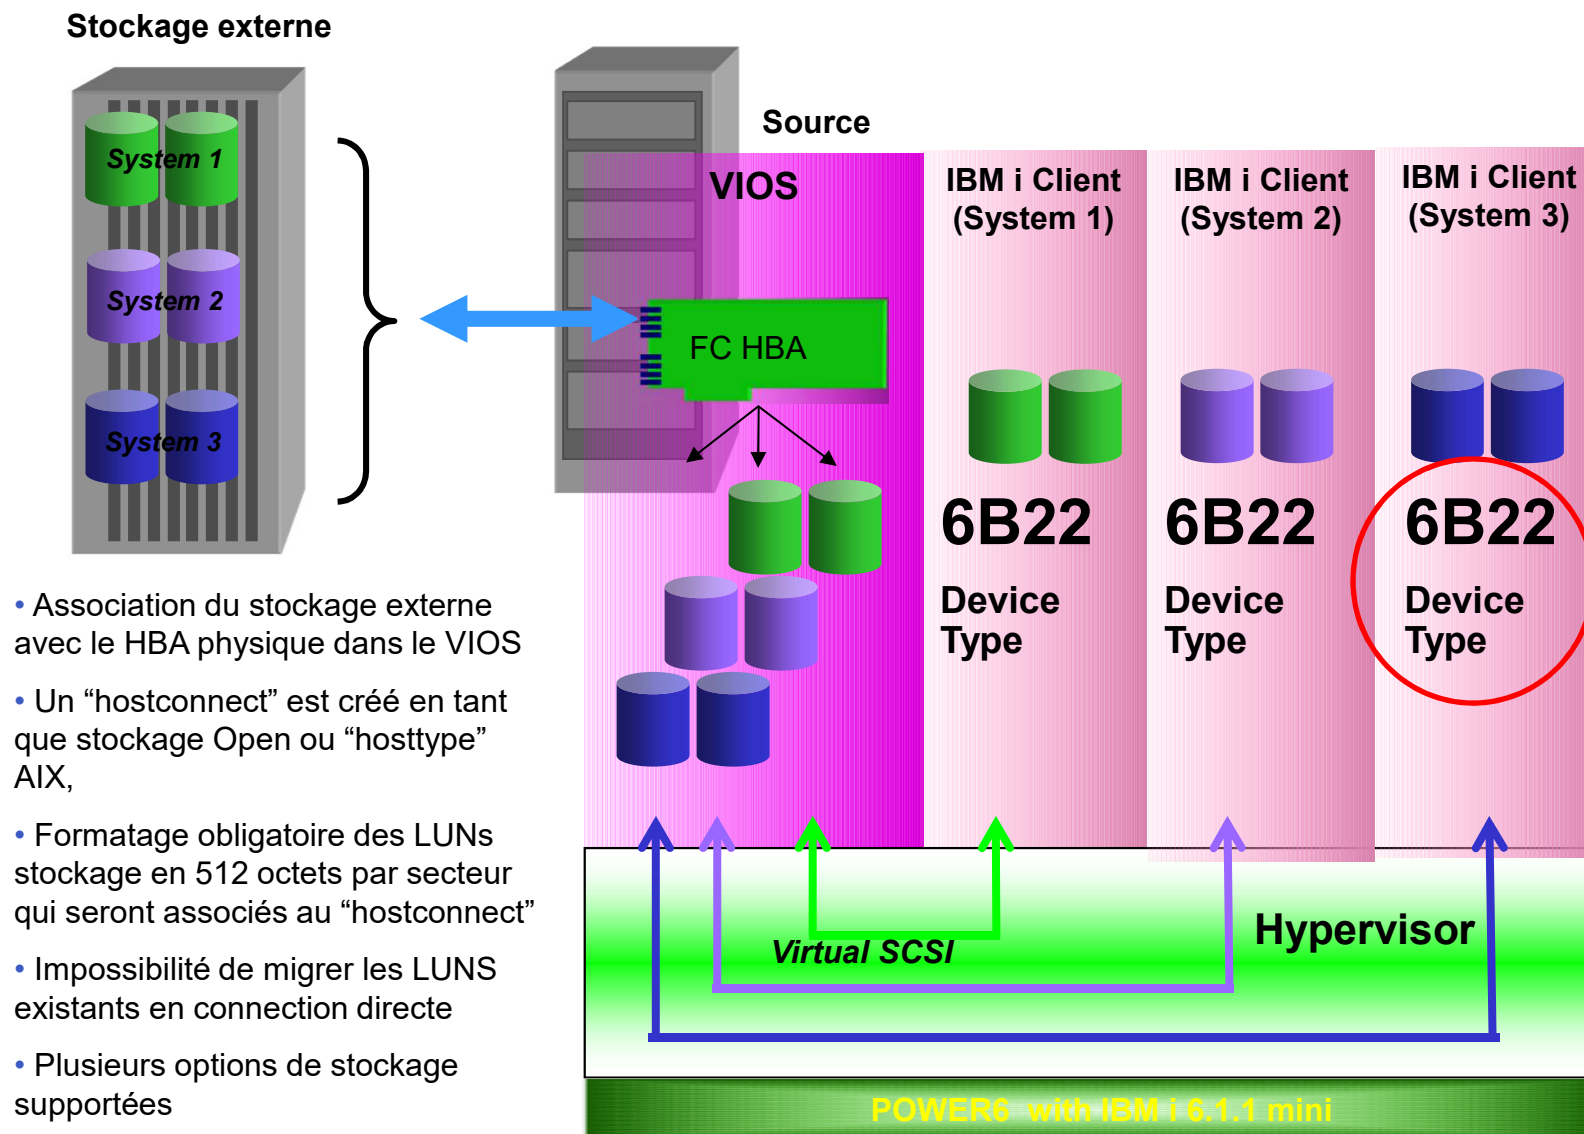 Stockage externe
System 1
System 2
System 3
Source
VIOS
FC HBA
IBM i Client
(System 1)
IBM i Client
(System 2)
IBM i Client
(System 3)
6B22
Device
Type
6B22
Device
Type
6B22
Device
Type
• Association du stockage externe
avec le HBA physique dans le VIOS
• Un “hostconnect” est créé en tant
que stockage Open ou “hosttype”
AIX,
• Formatage obligatoire des LUNs
stockage en 512 octets par secteur
qui seront associés au “hostconnect”
• Impossibilité de migrer les LUNS
existants en connection directe
• Plusieurs options de stockage
supportées
Virtual SCSI
Hypervisor
POWER6 with IBM i 6.1.1 mini